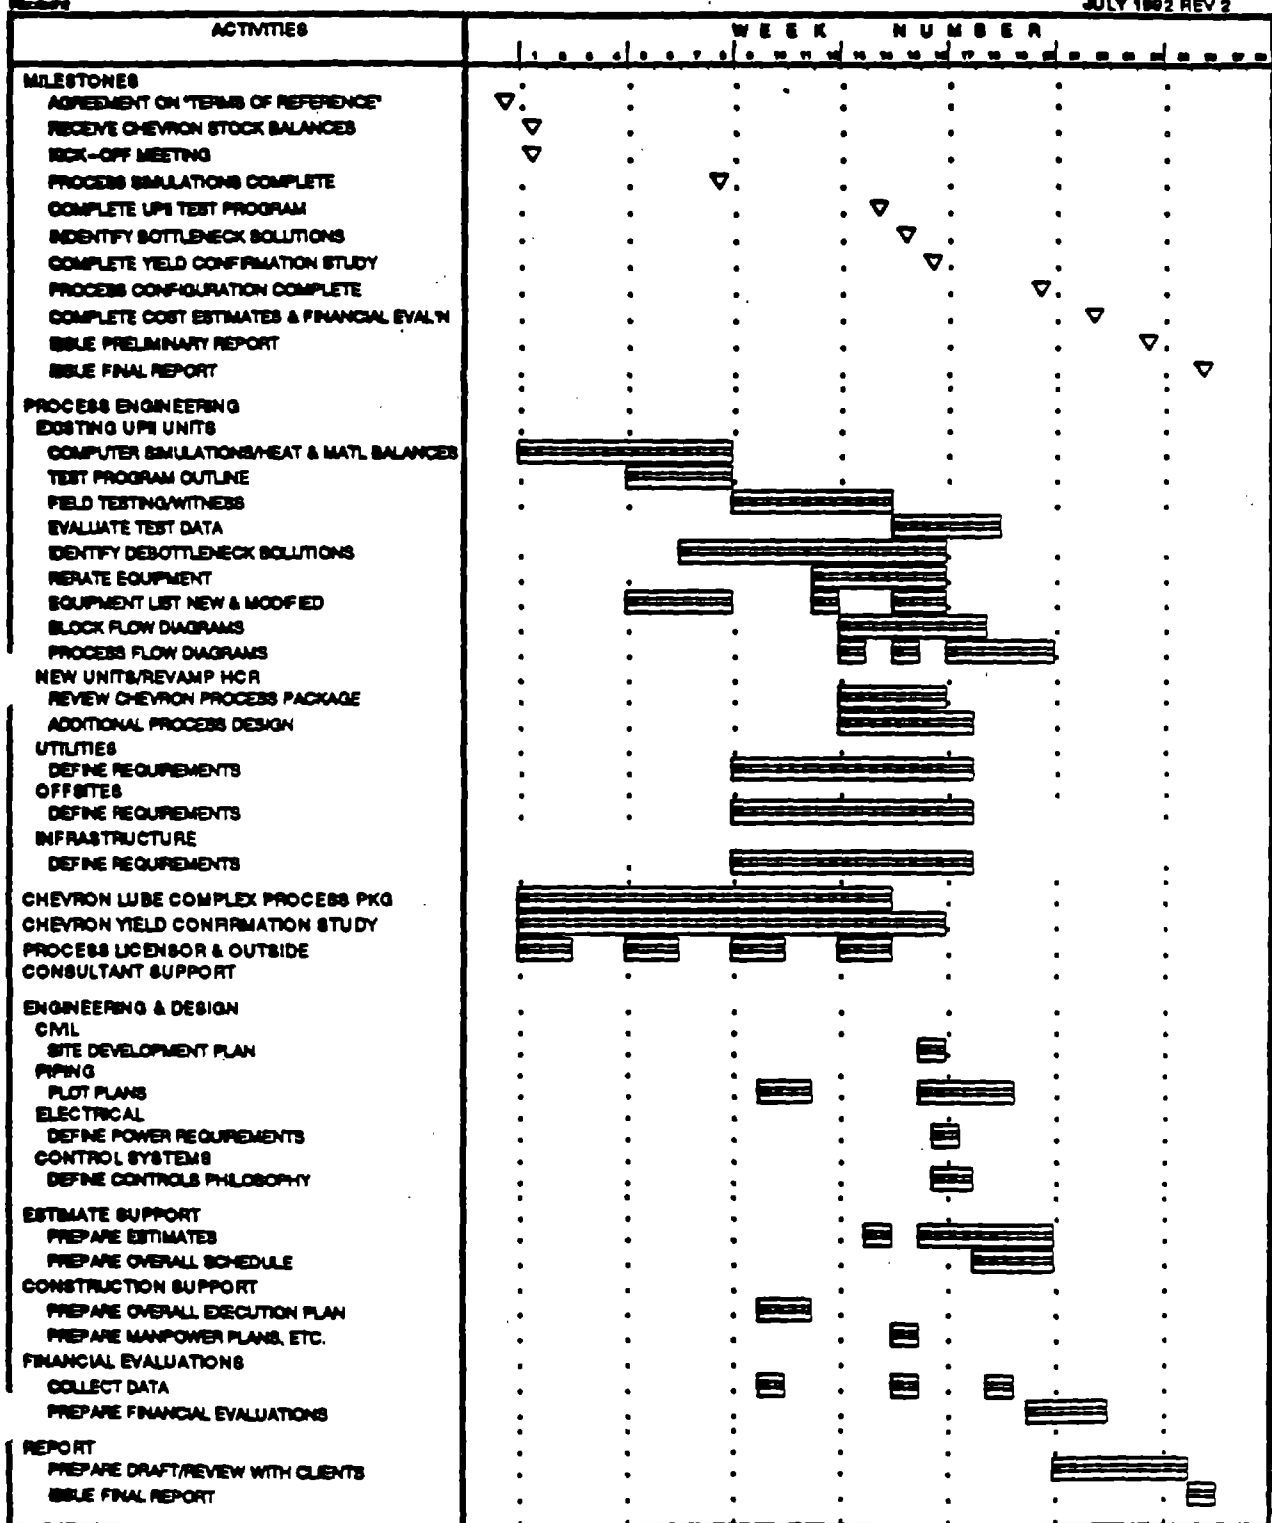 JULY 1992 REV 2
ACTIVITIES
WEEK NUMBER
MILESTONES
AGREEMENT ON "TERMS OF REFERENCE"
RECEIVE CHEVRON STOCK BALANCES
KICK-OFF MEETING
PROCESS SIMULATIONS COMPLETE
COMPLETE UPII TEST PROGRAM
INDENTIFY BOTTLENECK SOLUTIONS
COMPLETE YIELD CONFIRMATION STUDY
PROCESS CONFIGURATION COMPLETE
COMPLETE COST ESTIMATES & FINANCIAL EVAL'N
ISSUE PRELIMINARY REPORT
ISSUE FINAL REPORT
PROCESS ENGINEERING
EXISTING UPII UNITS
COMPUTER SIMULATIONS/HEAT & MATL BALANCES
TEST PROGRAM OUTLINE
FIELD TESTING/WITNESS
EVALUATE TEST DATA
IDENTIFY DEBOTTLENECK SOLUTIONS
RERATE EQUIPMENT
EQUIPMENT LIST NEW & MODIFIED
BLOCK FLOW DIAGRAMS
PROCESS FLOW DIAGRAMS
NEW UNITS/REVAMP HCR
REVIEW CHEVRON PROCESS PACKAGE
ADDITIONAL PROCESS DESIGN
UTILITIES
DEFINE REQUIREMENTS
OFFSITES
DEFINE REQUIREMENTS
INFRASTRUCTURE
DEFINE REQUIREMENTS
CHEVRON LUBE COMPLEX PROCESS PKG
CHEVRON YIELD CONFIRMATION STUDY
PROCESS LICENSOR & OUTSIDE
CONSULTANT SUPPORT
ENGINEERING & DESIGN
CIVIL
SITE DEVELOPMENT PLAN
PIPING
PLOT PLANS
ELECTRICAL
DEFINE POWER REQUIREMENTS
CONTROL SYSTEMS
DEFINE CONTROLS PHILOSOPHY
ESTIMATE SUPPORT
PREPARE ESTIMATES
PREPARE OVERALL SCHEDULE
CONSTRUCTION SUPPORT
PREPARE OVERALL EXECUTION PLAN
PREPARE MANPOWER PLANS, ETC.
FINANCIAL EVALUATIONS
COLLECT DATA
PREPARE FINANCIAL EVALUATIONS
REPORT
PREPARE DRAFT/REVIEW WITH CLIENTS
ISSUE FINAL REPORT